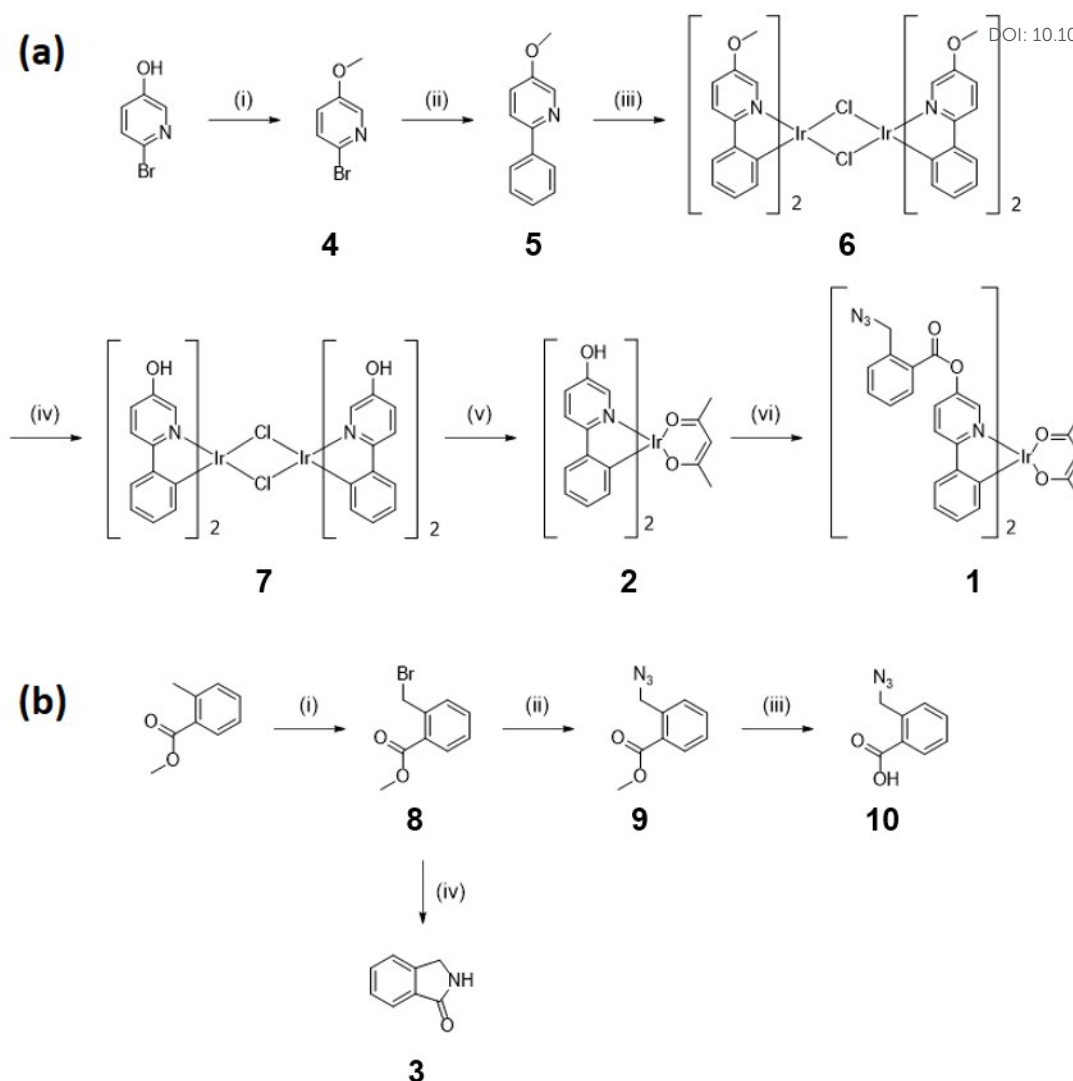 (a)
DOI: 10.10
OH
N
Br
(i)
O
N
Br
4
(ii)
O
N
5
(iii)
O
N
Ir
Cl
Cl
Ir
2
O
N
2
6
(iv)
OH
N
Ir
Cl
Cl
Ir
2
OH
N
2
7
(v)
OH
N
Ir
O
O
2
2
(vi)
N3
O
O
N
Ir
O
O
2
1
(b)
O
O
(i)
Br
O
O
8
(ii)
N3
O
O
9
(iii)
N3
O
OH
10
(iv)
NH
O
3